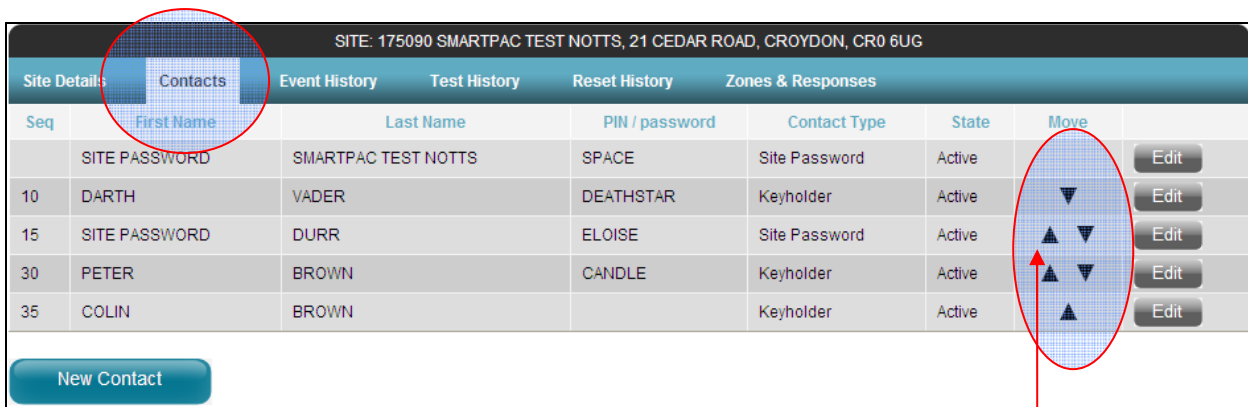 SITE: 175090 SMARTPAC TEST NOTTS, 21 CEDAR ROAD, CROYDON, CR0 6UG
Site Details Contacts Event History Test History Reset History Zones & Responses
Seq First Name Last Name PIN / password Contact Type State Move
SITE PASSWORD SMARTPAC TEST NOTTS SPACE Site Password Active Edit
10 DARTH VADER DEATHSTAR Keyholder Active ▼ Edit
15 SITE PASSWORD DURR ELOISE Site Password Active ▲ ▼ Edit
30 PETER BROWN CANDLE Keyholder Active ▲ ▼ Edit
35 COLIN BROWN Keyholder Active ▲ Edit
New Contact